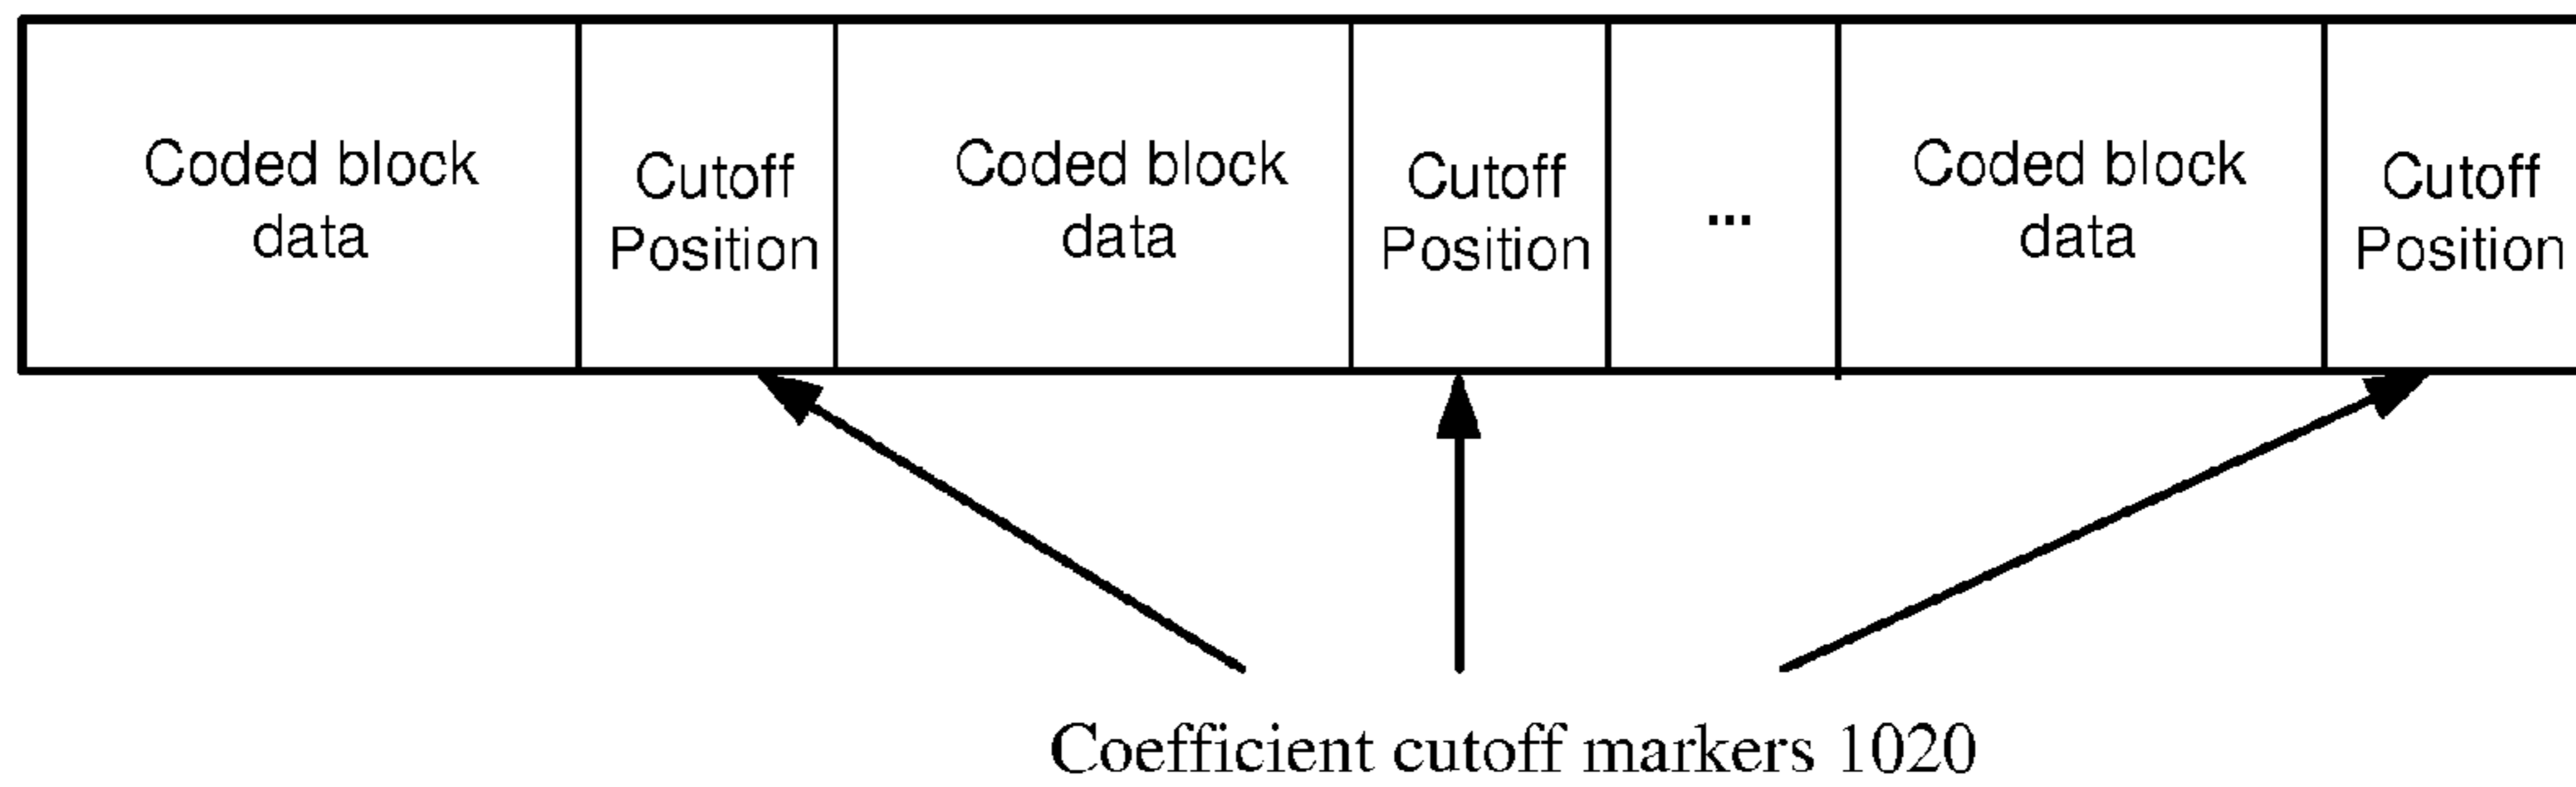 Coded block
data
Cutoff
Position
Coded block
data
Cutoff
Position
...
Coded block
data
Cutoff
Position
Coefficient cutoff markers 1020